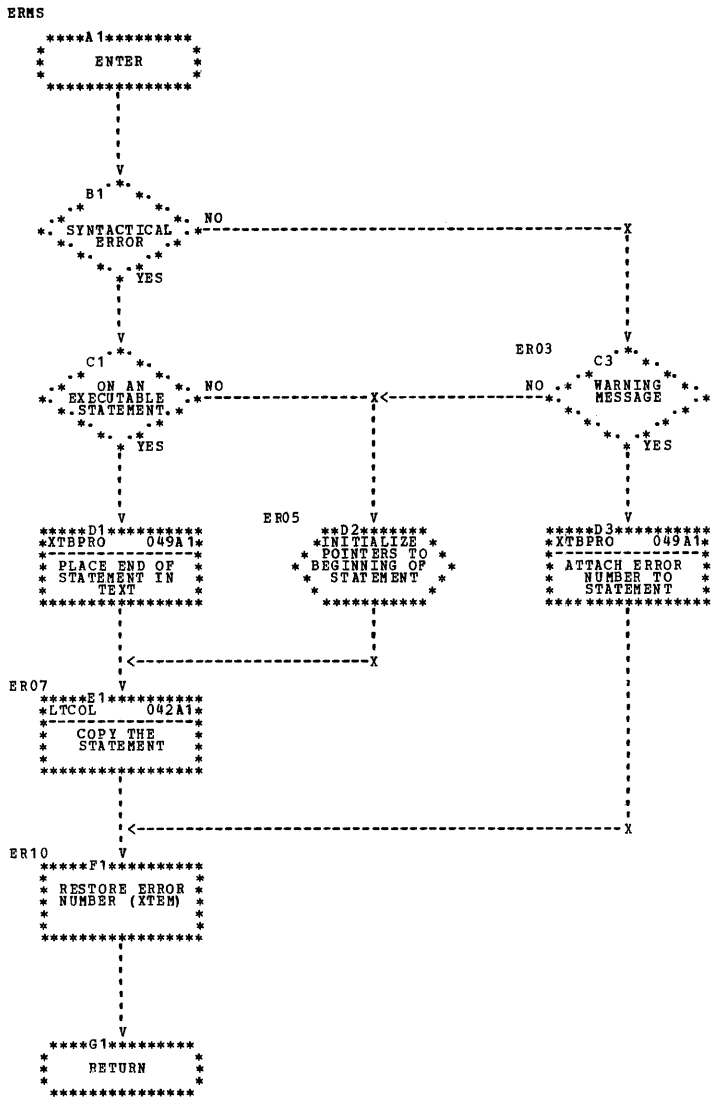 ERMS
A1
ENTER
B1
SYNTACTICAL
ERROR
NO
YES
C1
ON AN
EXECUTABLE
STATEMENT
NO
YES
ER03
C3
WARNING
MESSAGE
NO
YES
D1
XTBPRO 049A1
PLACE END OF
STATEMENT IN
TEXT
ER05
D2
INITIALIZE
POINTERS TO
BEGINNING OF
STATEMENT
D3
XTBPRO 049A1
ATTACH ERROR
NUMBER TO
STATEMENT
ER07
E1
LTCOL 042A1
COPY THE
STATEMENT
ER10
F1
RESTORE ERROR
NUMBER (XTEM)
G1
RETURN